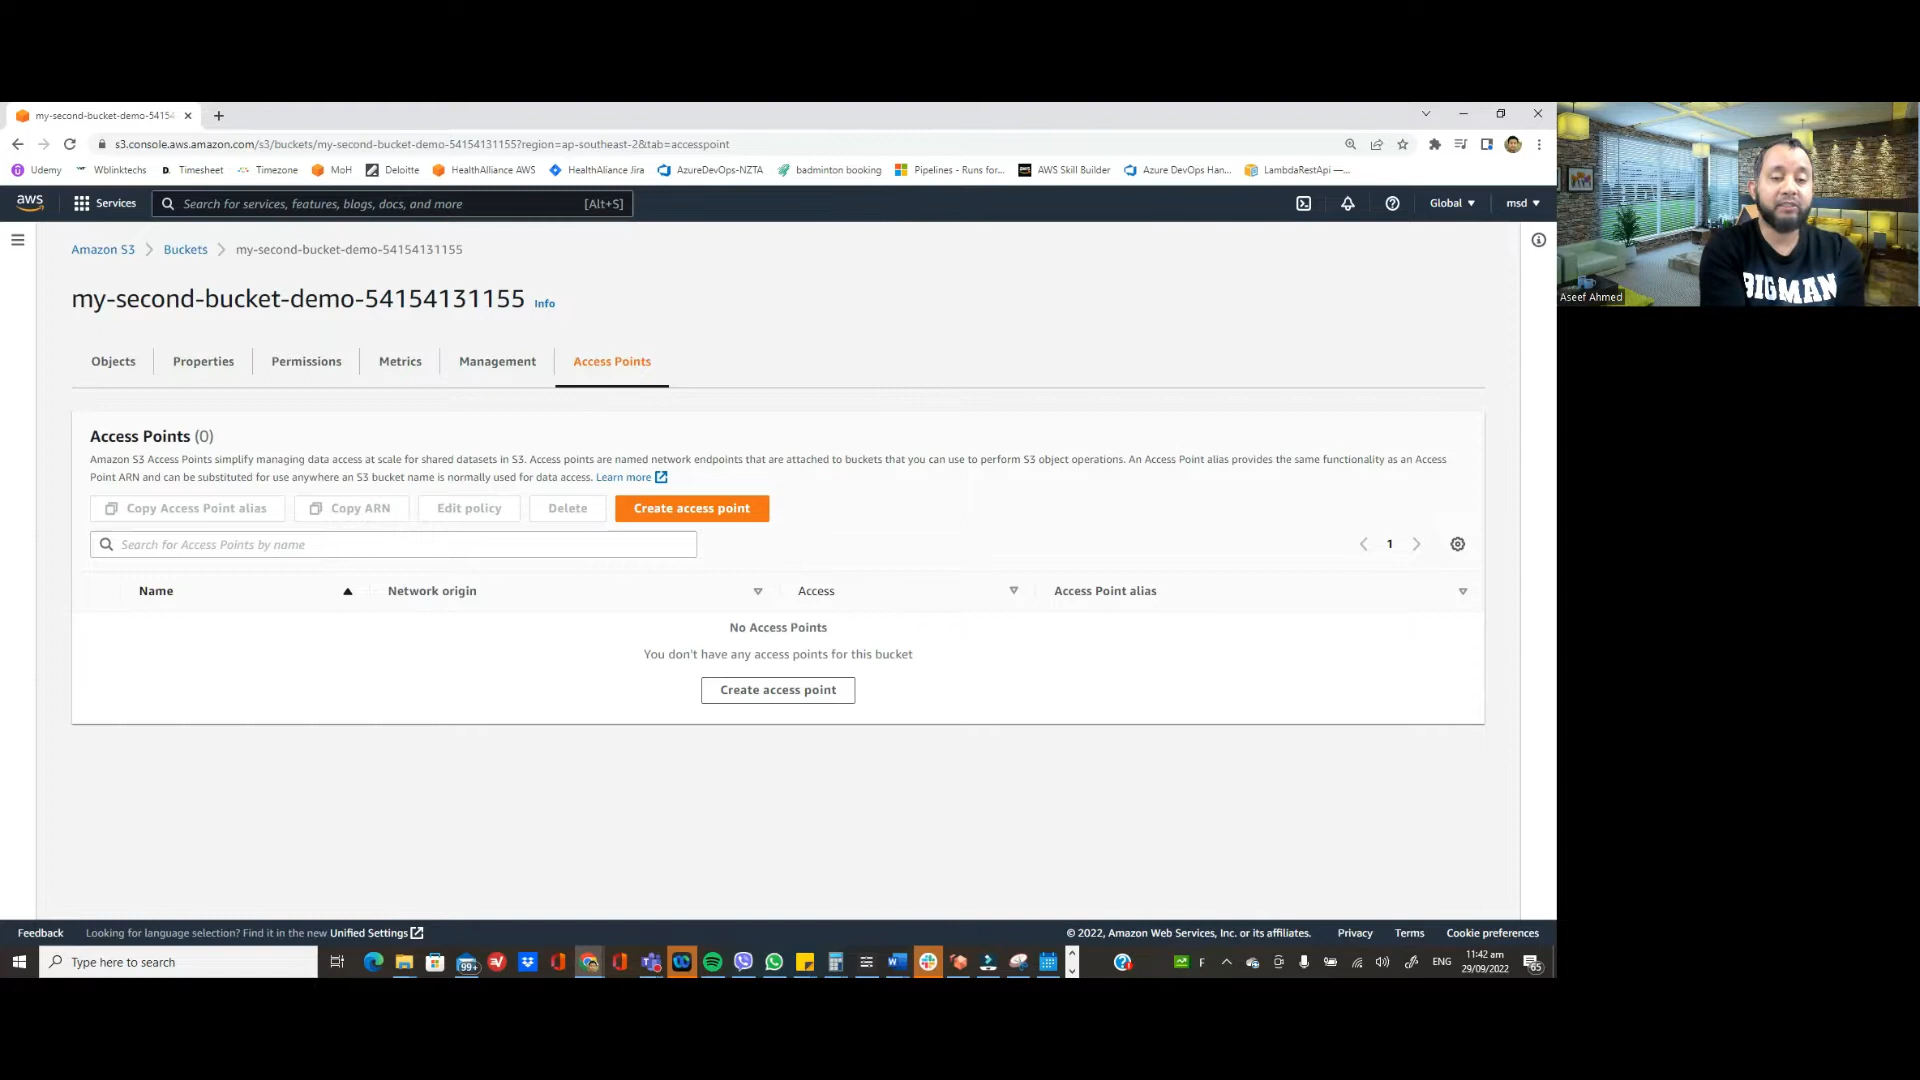 my-second-bucket-demo-54154
s3.console.aws.amazon.com/s3/buckets/my-second-bucket-demo-54154131155?region=ap-southeast-2&tab=accesspoint
Udemy Wblinktechs D. Timesheet Timezone MoH Deloitte HealthAlliance AWS HealthAliance Jira AzureDevOps-NZTA badminton booking Pipelines - Runs for... AWS Skill Builder Azure DevOps Han... LambdaRestApi —...
aws Services Search for services, features, blogs, docs, and more [Alt+S] Global msd
Amazon S3 Buckets my-second-bucket-demo-54154131155
my-second-bucket-demo-54154131155 Info
Objects Properties Permissions Metrics Management Access Points
Access Points (0)
Amazon S3 Access Points simplify managing data access at scale for shared datasets in S3. Access points are named network endpoints that are attached to buckets that you can use to perform S3 object operations. An Access Point alias provides the same functionality as an Access
Point ARN and can be substituted for use anywhere an S3 bucket name is normally used for data access. Learn more
Copy Access Point alias Copy ARN Edit policy Delete Create access point
Search for Access Points by name 1
Name Network origin Access Access Point alias
No Access Points
You don't have any access points for this bucket
Create access point
Feedback Looking for language selection? Find it in the new Unified Settings © 2022, Amazon Web Services, Inc. or its affiliates. Privacy Terms Cookie preferences
Type here to search 99+ F ENG 11:42 am
29/09/2022 65
BIGMAN
Aseef Ahmed